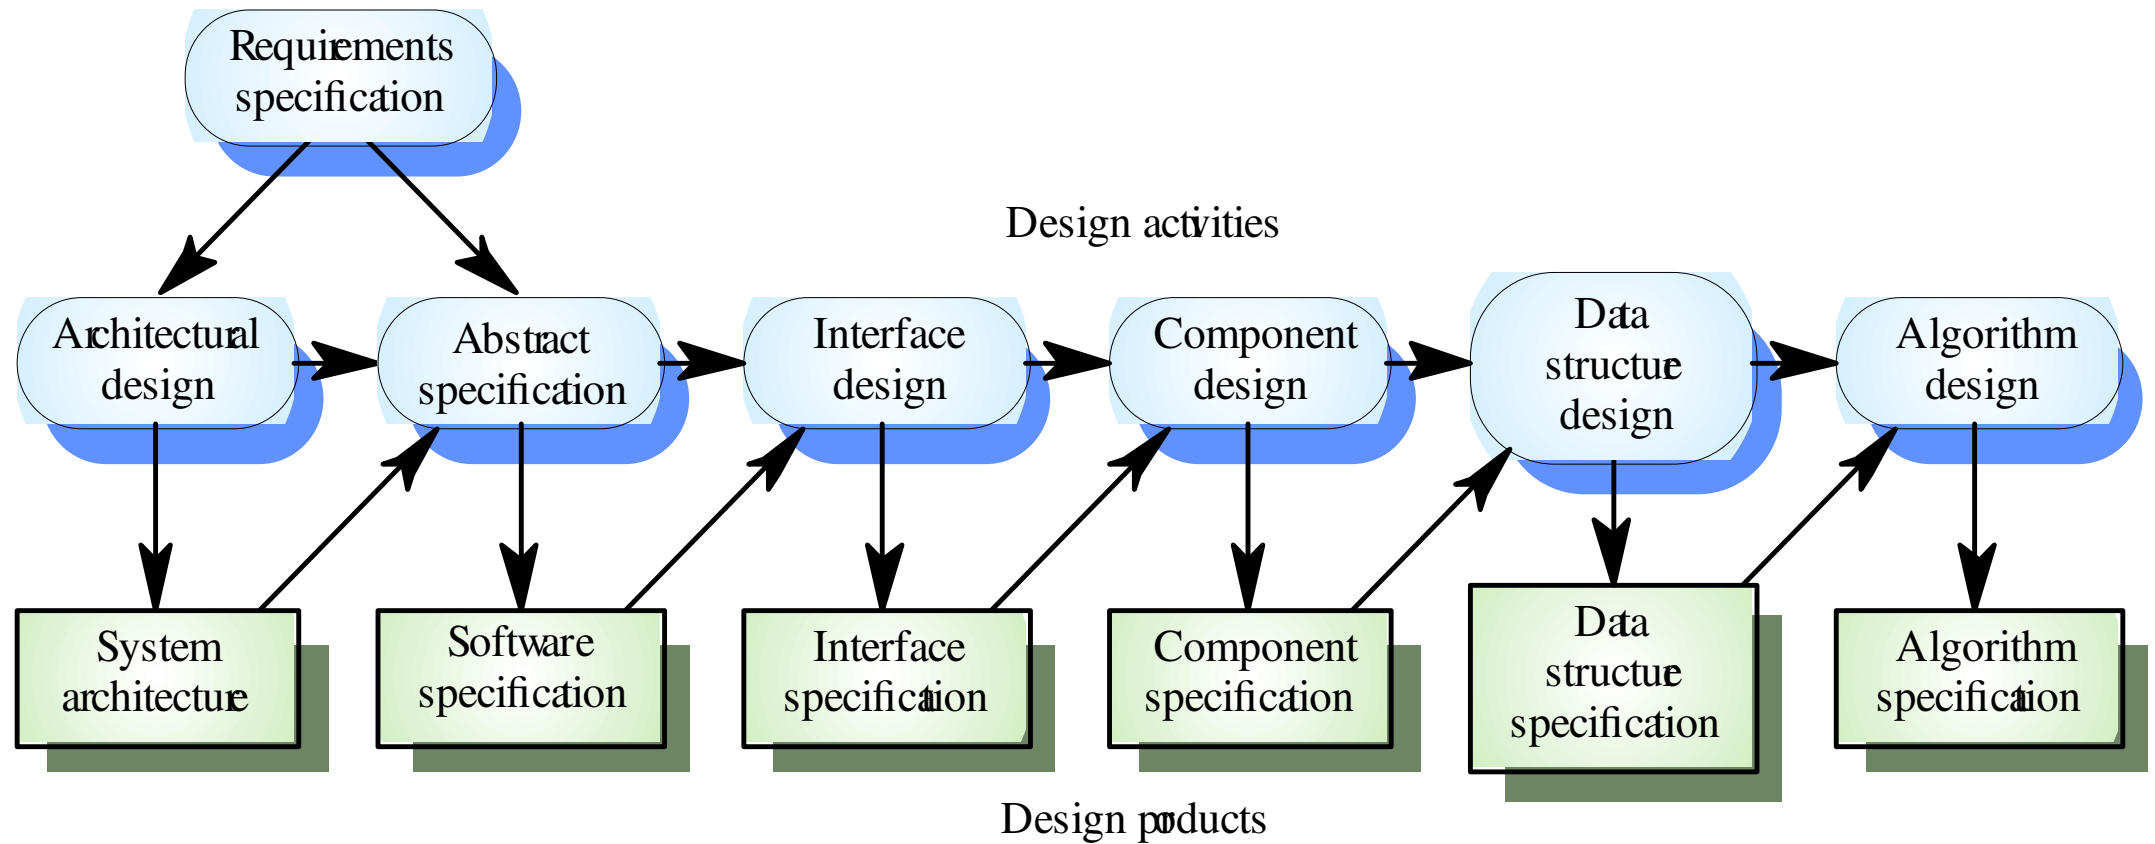 Requirements
specification
Design activities
Architectural
design
Abstract
specification
Interface
design
Component
design
Data
structure
design
Algorithm
design
System
architecture
Software
specification
Interface
specification
Component
specification
Data
structure
specification
Algorithm
specification
Design products